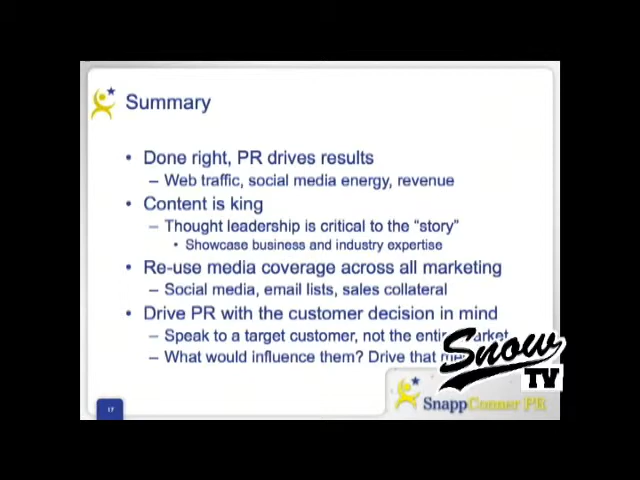 Summary
• Done right, PR drives results
– Web traffic, social media energy, revenue
• Content is king
– Thought leadership is critical to the “story”
• Showcase business and industry expertise
• Re-use media coverage across all marketing
– Social media, email lists, sales collateral
• Drive PR with the customer decision in mind
– Speak to a target customer, not the entire market
– What would influence them? Drive that
Snow
TV
SnappConner PR
17